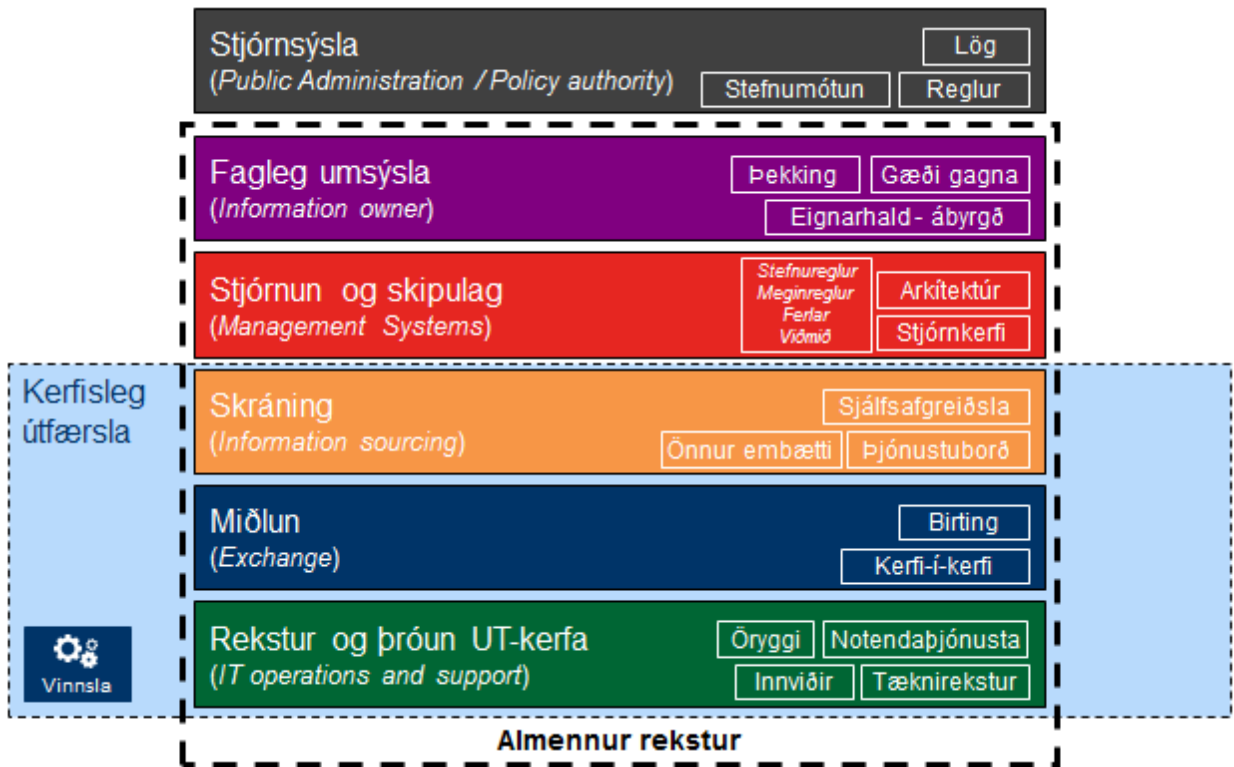 Stjórnsýsla
(Public Administration / Policy authority)
Lög
Stefnumótun
Reglur
Fagleg umsýsla
(Information owner)
Þekking
Gæði gagna
Eignarhald - ábyrgð
Stjórnun og skipulag
(Management Systems)
Stefnureglur
Meginreglur
Ferlar
Viðmið
Arkítektúr
Stjórnkerfi
Kerfisleg
útfærsla
Skráning
(Information sourcing)
Sjálfsafgreiðsla
Önnur embætti
Þjónustuborð
Miðlun
(Exchange)
Birting
Kerfi-í-kerfi
Rekstur og þróun UT-kerfa
(IT operations and support)
Öryggi
Notendaþjónusta
Innviðir
Tæknirekstur
Vinnsla
Almennur rekstur